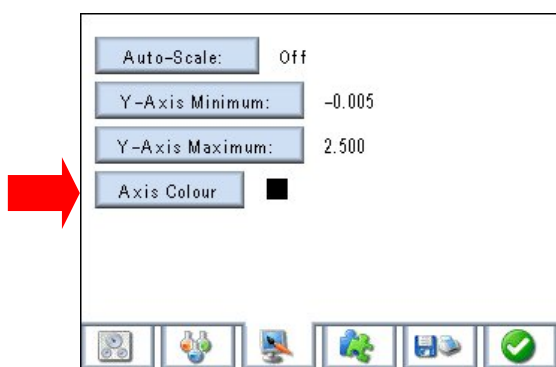 Auto-Scale: Off
Y-Axis Minimum: -0.005
Y-Axis Maximum: 2.500
Axis Colour